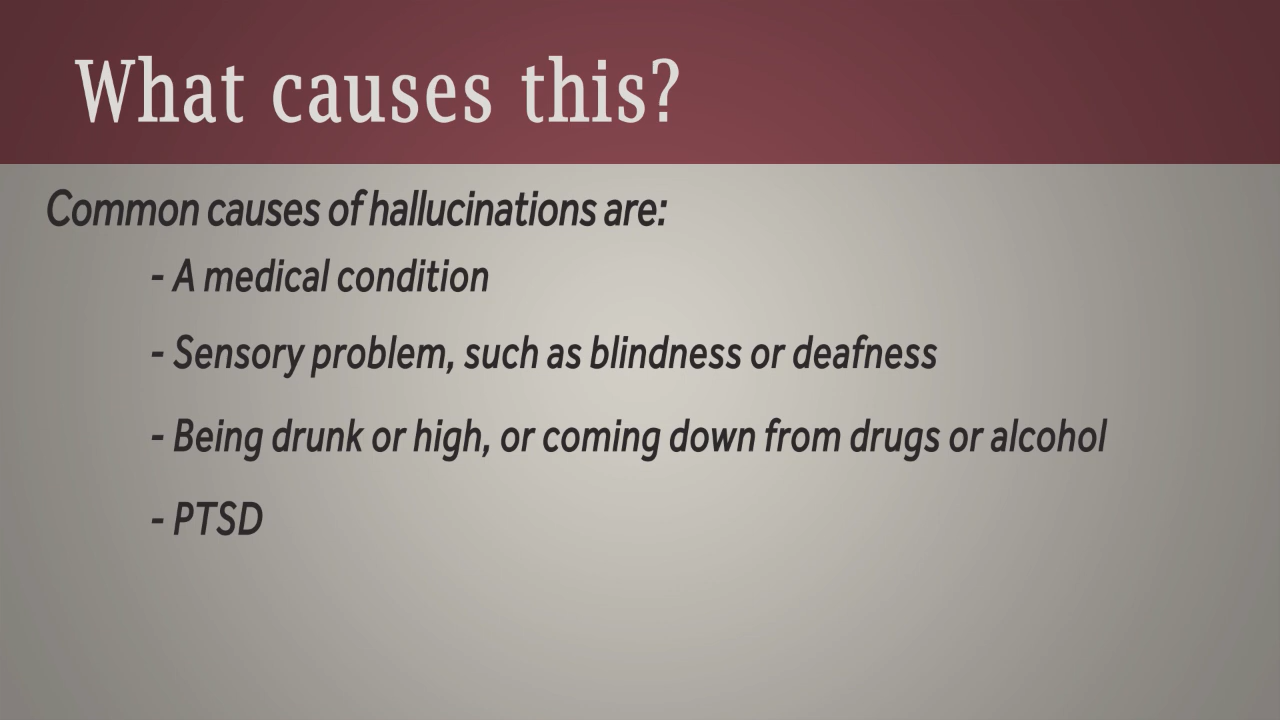 What causes this?
Common causes of hallucinations are:
- A medical condition
- Sensory problem, such as blindness or deafness
- Being drunk or high, or coming down from drugs or alcohol
- PTSD